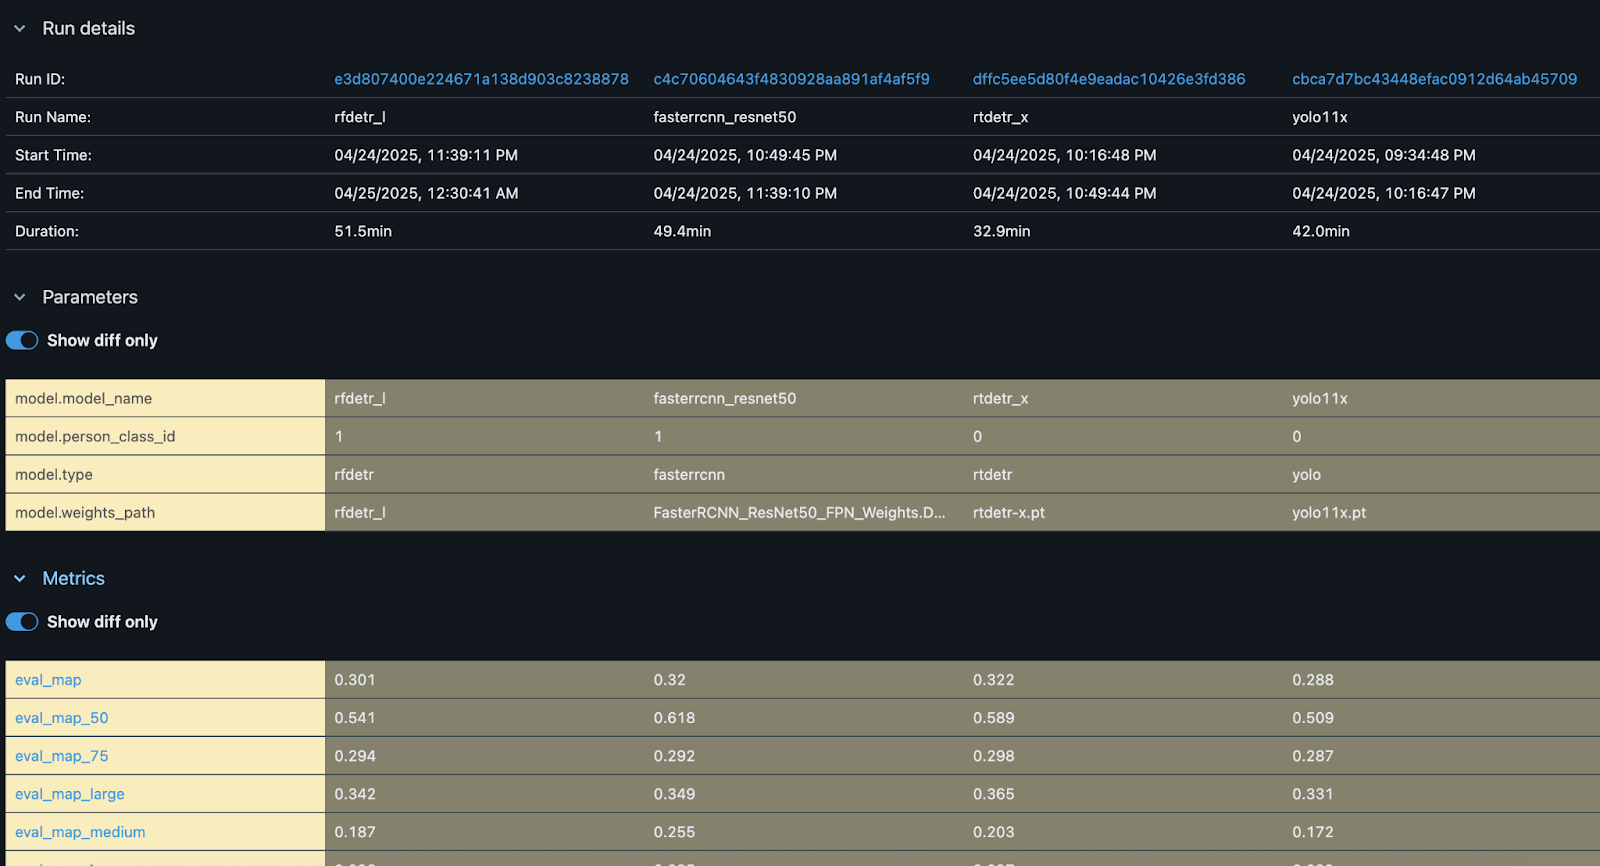 Run details
Run ID: e3d807400e224671a138d903c8238878 c4c70604643f4830928aa891af4af5f9 dffc5ee5d80f4e9eadac10426e3fd386 cbca7d7bc43448efac0912d64ab45709
Run Name: rfdetr_l fasterrcnn_resnet50 rtdetr_x yolo11x
Start Time: 04/24/2025, 11:39:11 PM 04/24/2025, 10:49:45 PM 04/24/2025, 10:16:48 PM 04/24/2025, 09:34:48 PM
End Time: 04/25/2025, 12:30:41 AM 04/24/2025, 11:39:10 PM 04/24/2025, 10:49:44 PM 04/24/2025, 10:16:47 PM
Duration: 51.5min 49.4min 32.9min 42.0min
Parameters
Show diff only
model.model_name rfdetr_l fasterrcnn_resnet50 rtdetr_x yolo11x
model.person_class_id 1 1 0 0
model.type rfdetr fasterrcnn rtdetr yolo
model.weights_path rfdetr_l FasterRCNN_ResNet50_FPN_Weights.D... rtdetr-x.pt yolo11x.pt
Metrics
Show diff only
eval_map 0.301 0.32 0.322 0.288
eval_map_50 0.541 0.618 0.589 0.509
eval_map_75 0.294 0.292 0.298 0.287
eval_map_large 0.342 0.349 0.365 0.331
eval_map_medium 0.187 0.255 0.203 0.172